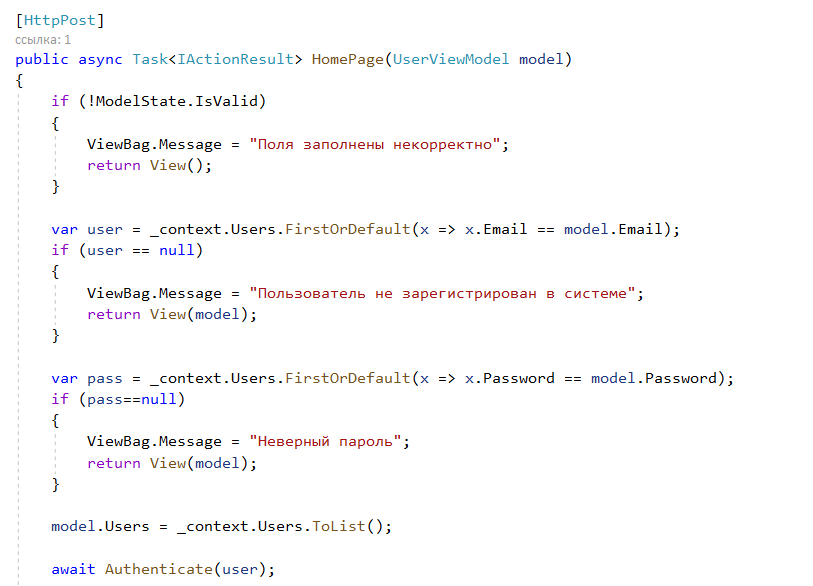 [HttpPost]
ссылка: 1
public async Task<IActionResult> HomePage(UserViewModel model)
{
if (!ModelState.IsValid)
{
ViewBag.Message = "Поля заполнены некорректно";
return View();
}
var user = _context.Users.FirstOrDefault(x => x.Email == model.Email);
if (user == null)
{
ViewBag.Message = "Пользователь не зарегистрирован в системе";
return View(model);
}
var pass = _context.Users.FirstOrDefault(x => x.Password == model.Password);
if (pass==null)
{
ViewBag.Message = "Неверный пароль";
return View(model);
}
model.Users = _context.Users.ToList();
await Authenticate(user);